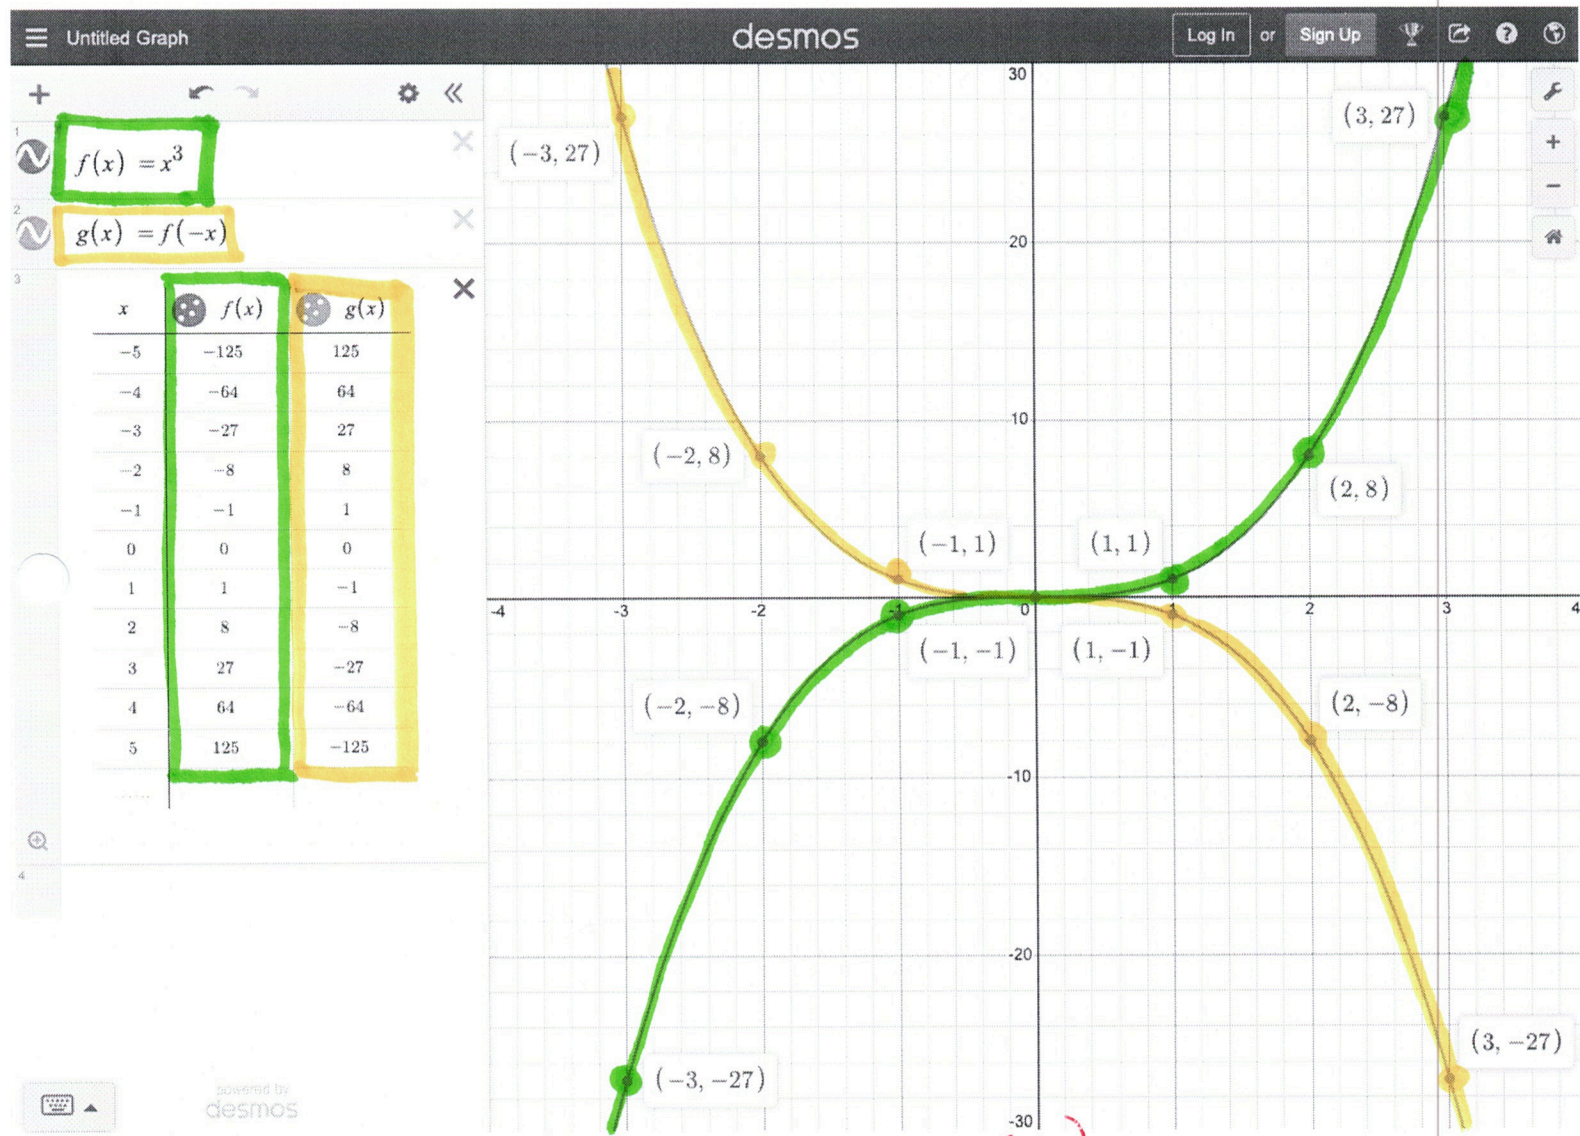 Untitled Graph
desmos
Log In or Sign Up
1
f(x) = x³
2
g(x) = f(−x)
3
x f(x) g(x)
−5 −125 125
−4 −64 64
−3 −27 27
−2 −8 8
−1 −1 1
0 0 0
1 1 −1
2 8 −8
3 27 −27
4 64 −64
5 125 −125
4
powered by
desmos
30
(3, 27)
(−3, 27)
20
10
(−2, 8)
(2, 8)
(−1, 1)
(1, 1)
-4 -3 -2 -1 0 2 3 4
(−1, −1)
(1, −1)
(−2, −8)
(2, −8)
-10
-20
(3, −27)
(−3, −27)
-30